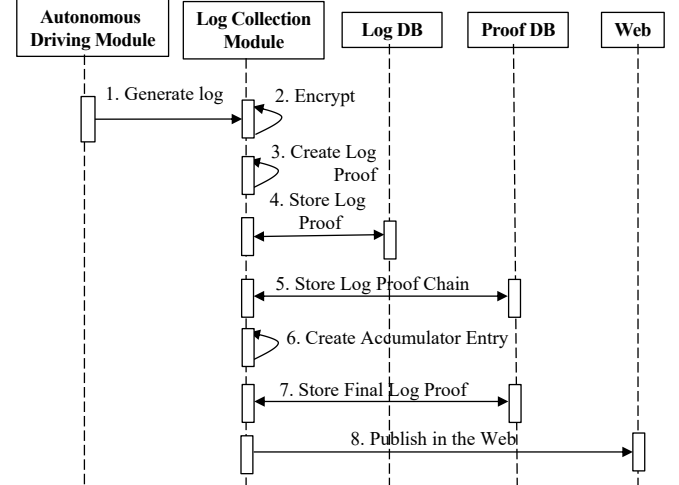 Autonomous
Driving Module
Log Collection
Module
Log DB
Proof DB
Web
1. Generate log
2. Encrypt
3. Create Log
Proof
4. Store Log
Proof
5. Store Log Proof Chain
6. Create Accumulator Entry
7. Store Final Log Proof
8. Publish in the Web